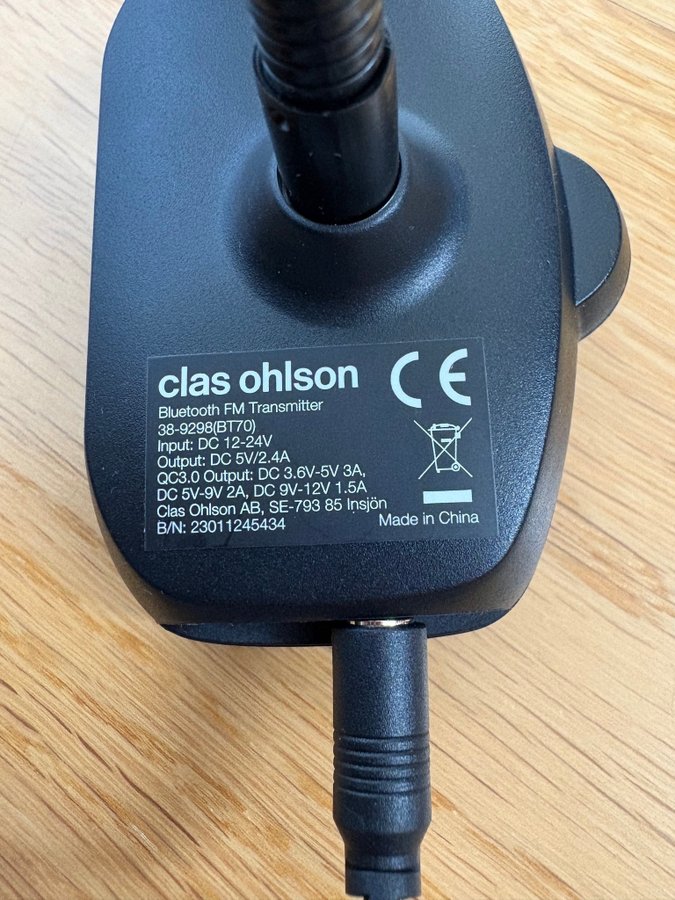 clas ohlson
CE
Bluetooth FM Transmitter
38-9298(BT70)
Input: DC 12-24V
Output: DC 5V/2.4A
QC3.0 Output: DC 3.6V-5V 3A,
DC 5V-9V 2A, DC 9V-12V 1.5A
Clas Ohlson AB, SE-793 85 Insjön
B/N: 23011245434
Made in China